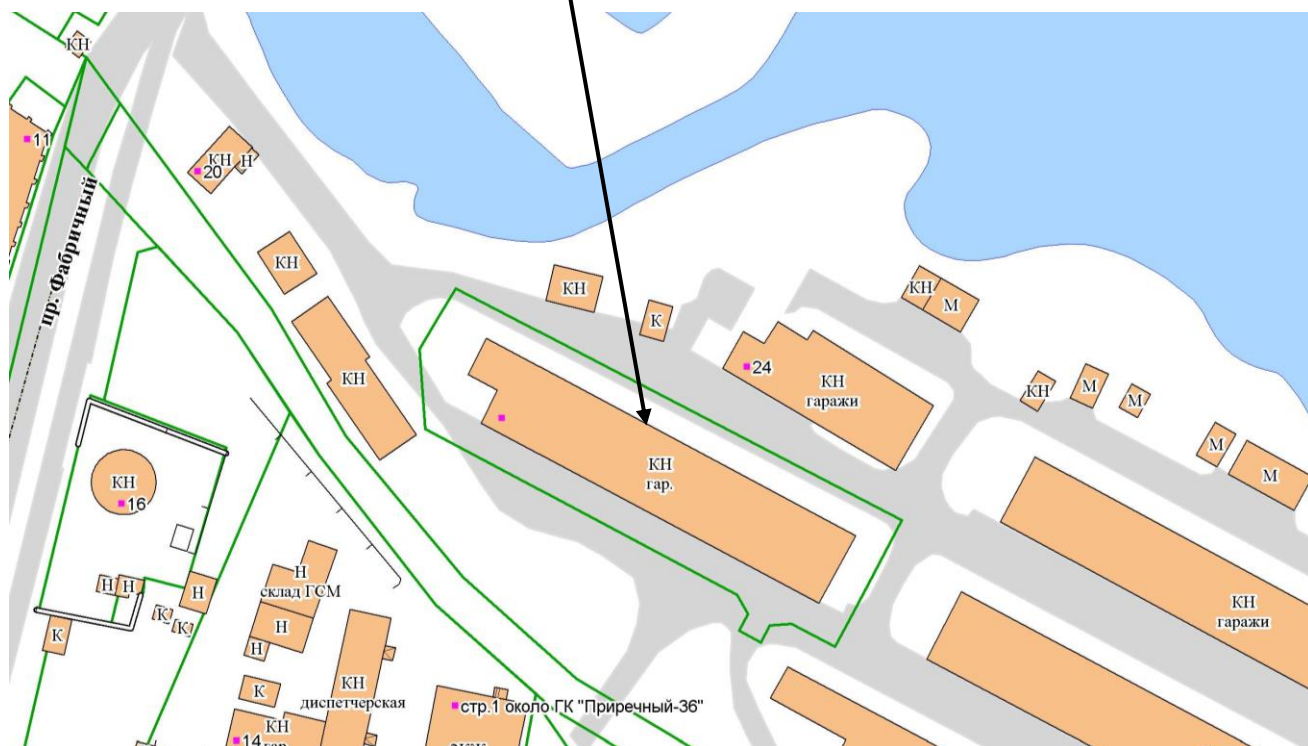 КН
11
КН
Н
20
пр. Фабричный
КН
КН
КН
К
КН
М
24
КН
гаражи
КН
М
М
М
М
КН
КН
гар.
КН
16
Н
Н
Н
К
К
К
Н
склад ГСМ
Н
Н
КН
гаражи
К
КН
диспетчерская
стр.1 около ГК "Приречный-36"
КН
14
гар.